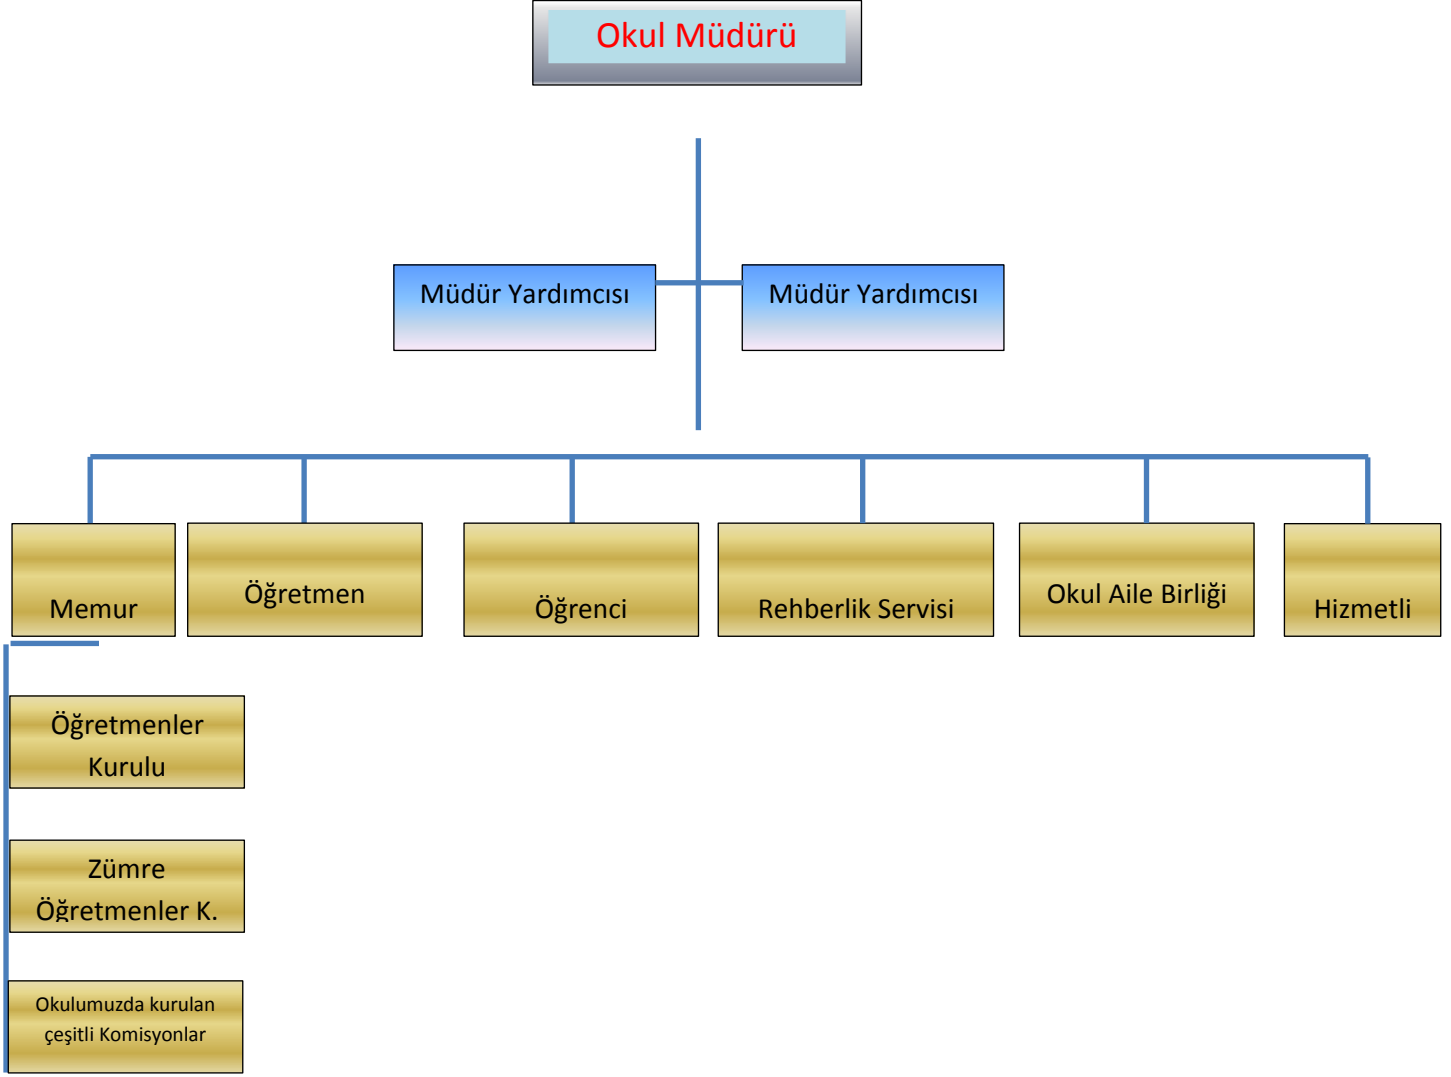 Okul Müdürü
Müdür Yardımcısı
Müdür Yardımcısı
Memur
Öğretmen
Öğrenci
Rehberlik Servisi
Okul Aile Birliği
Hizmetli
Öğretmenler
Kurulu
Zümre
Öğretmenler K.
Okulumuzda kurulan
çeşitli Komisyonlar